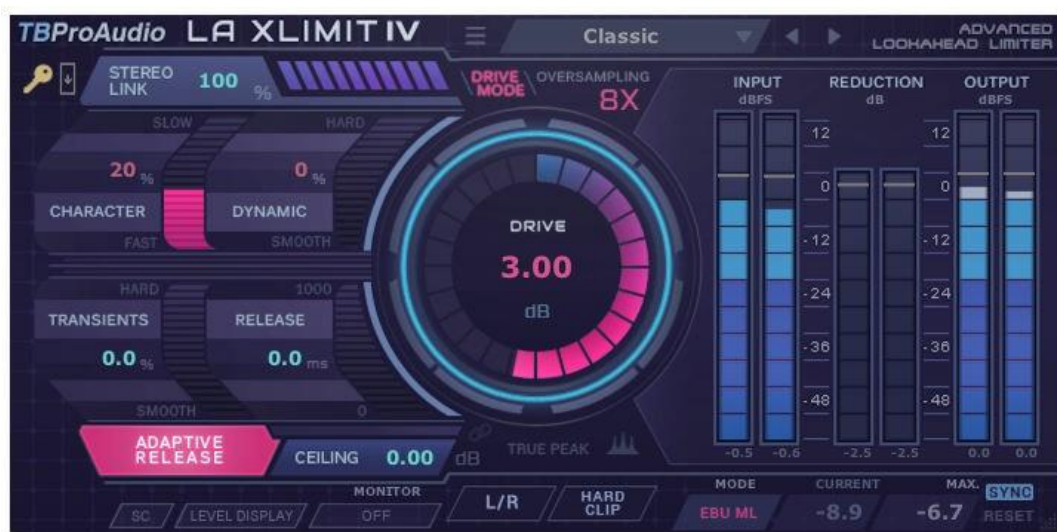 TBProAudio LA XLIMIT IV
Classic
ADVANCED
LOOKAHEAD LIMITER
STEREO
LINK
100 %
DRIVE
MODE
OVERSAMPLING
8X
INPUT
dBFS
REDUCTION
dB
OUTPUT
dBFS
SLOW
HARD
20 %
0 %
CHARACTER
DYNAMIC
FAST
SMOOTH
HARD
1000
TRANSIENTS
RELEASE
0.0 %
0.0 ms
SMOOTH
0
DRIVE
3.00
dB
12
0
-12
-24
-36
-48
12
0
-12
-24
-36
-48
-0.5 -0.6
-2.5 -2.5
0.0 0.0
ADAPTIVE
RELEASE
CEILING 0.00 dB
TRUE PEAK
MONITOR
SC
LEVEL DISPLAY
OFF
L/R
HARD
CLIP
MODE
EBU ML
CURRENT
-8.9
MAX.
-6.7
SYNC
RESET